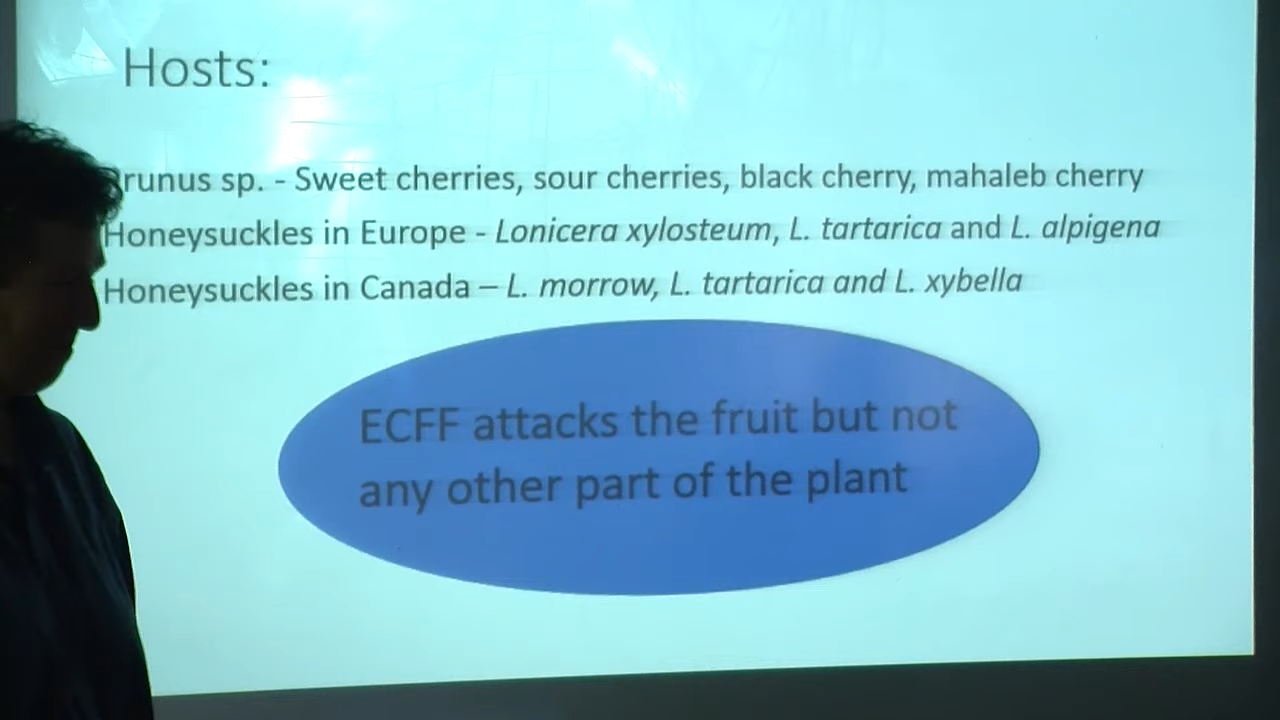 Hosts:
Prunus sp. - Sweet cherries, sour cherries, black cherry, mahaleb cherry
Honeysuckles in Europe - Lonicera xylosteum, L. tartarica and L. alpigena
Honeysuckles in Canada – L. morrow, L. tartarica and L. xybella
ECFF attacks the fruit but not
any other part of the plant